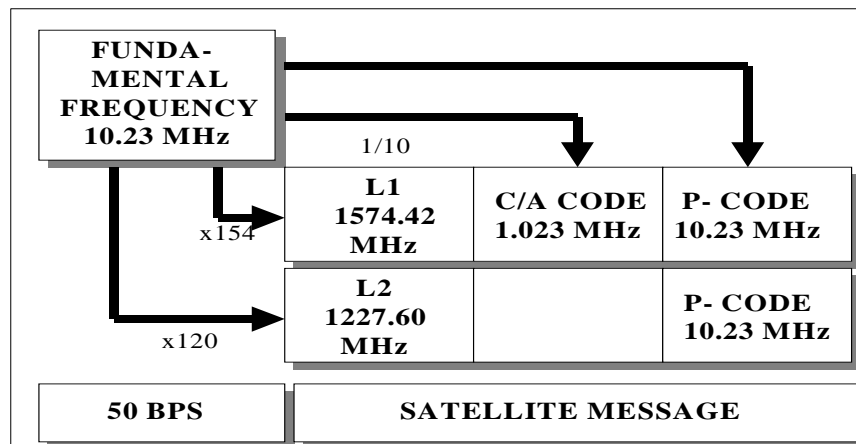 FUNDA-
MENTAL
FREQUENCY
10.23 MHz
1/10
L1
1574.42
MHz
C/A CODE
1.023 MHz
P- CODE
10.23 MHz
x154
L2
1227.60
MHz
P- CODE
10.23 MHz
x120
50 BPS
SATELLITE MESSAGE